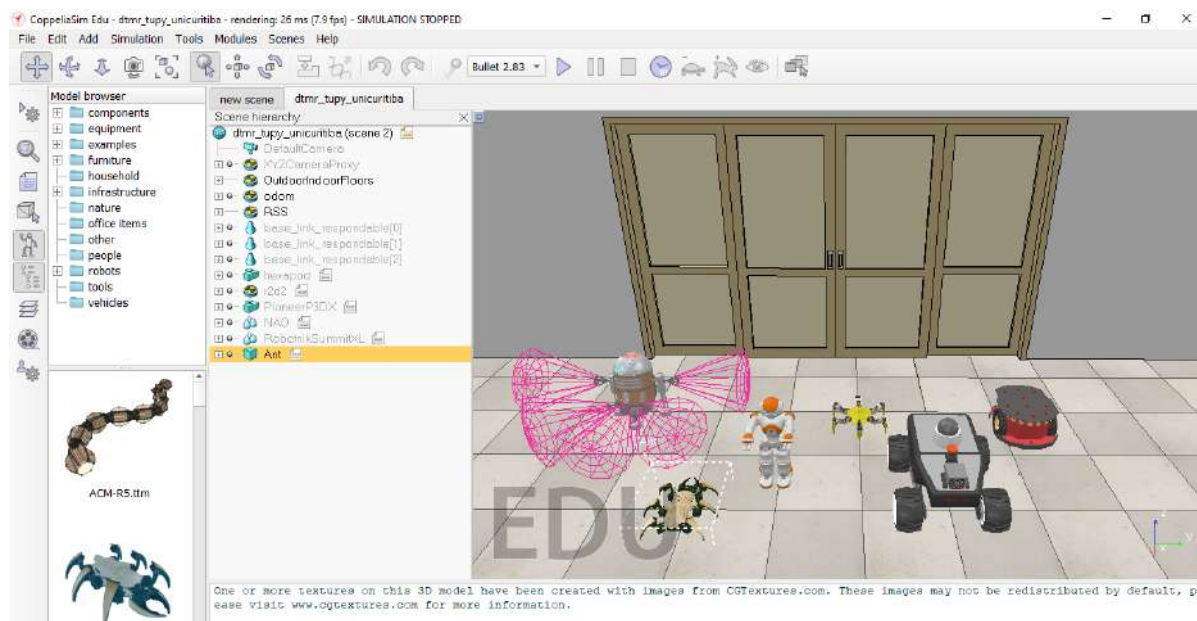 CoppeliaSim Edu - dtmr_tupy_unicuritiba - rendering: 26 ms (7.9 fps) - SIMULATION STOPPED
File Edit Add Simulation Tools Modules Scenes Help
Bullet 2.83
Model browser
components
equipment
examples
furniture
household
infrastructure
nature
office items
other
people
robots
tools
vehicles
ACM-R5.ttm
new scene dtmr_tupy_unicuritiba
Scene hierarchy
dtmr_tupy_unicuritiba (scene 2)
DefaultCamera
XYZCameraProxy
OutdoorIndoorFloors
odom
RSS
base_link_respondable[0]
base_link_respondable[1]
base_link_respondable[2]
hexapod
r2d2
PioneerP3DX
NAO
RobotnikSummitXL
Ant
EDU
z
y
x
One or more textures on this 3D model have been created with images from CGTextures.com. These images may not be redistributed by default, p
ease visit www.cgtextures.com for more information.